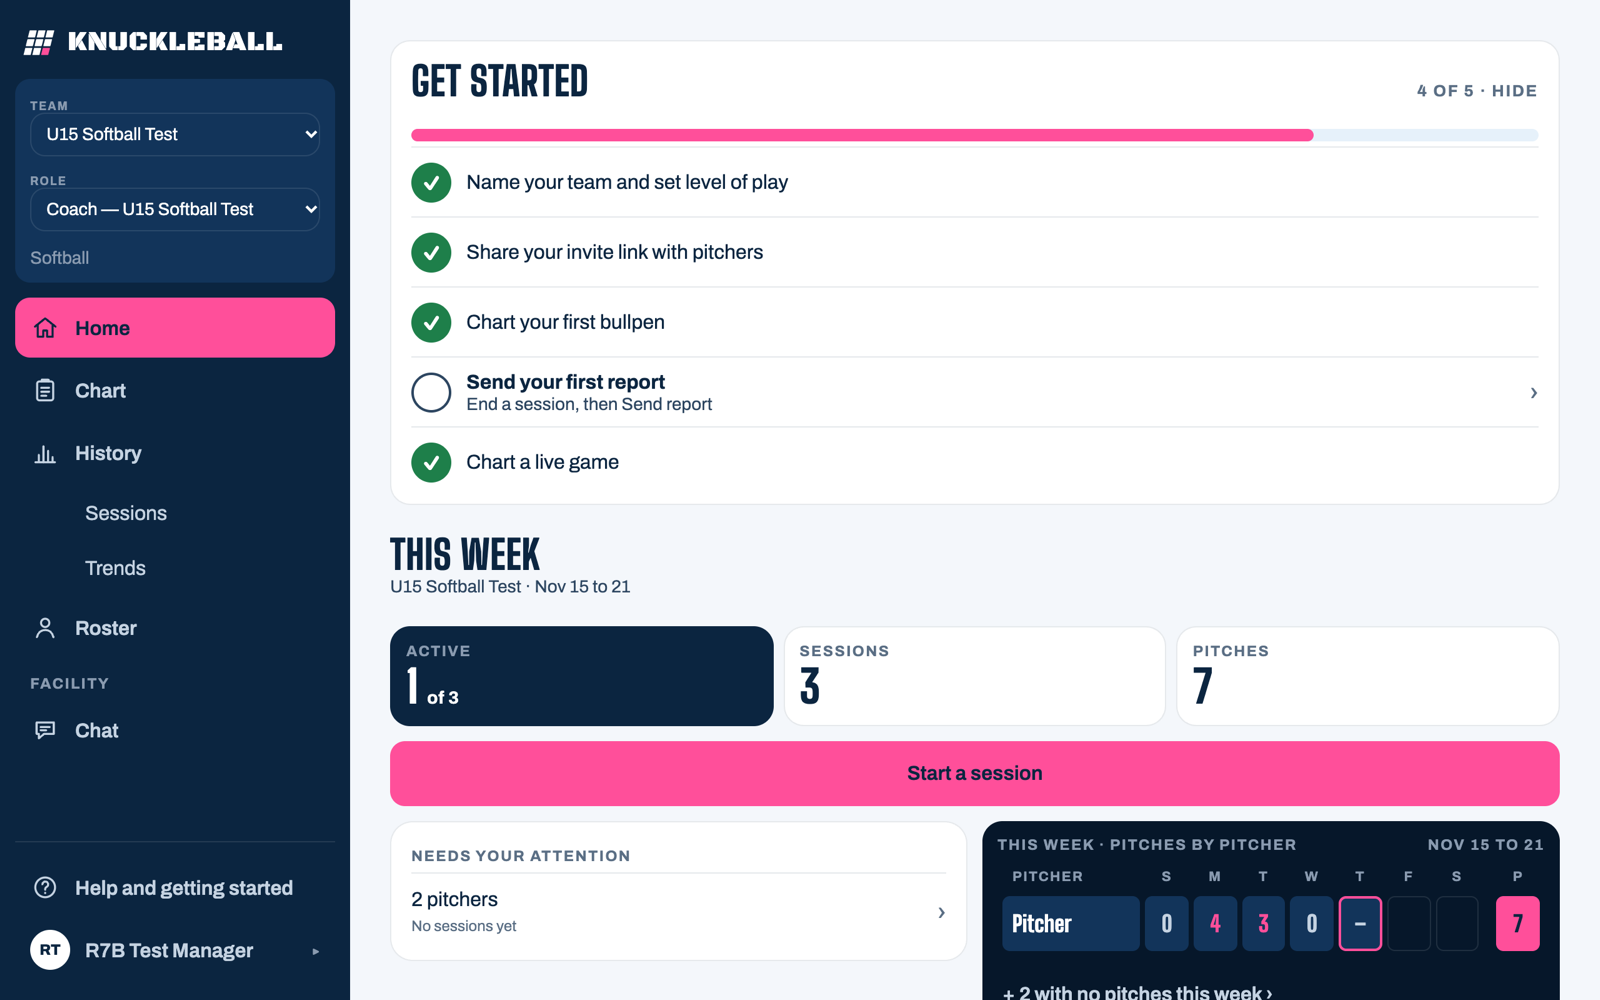 KNUCKLEBALL
TEAM
U15 Softball Test
ROLE
Coach — U15 Softball Test
Softball
Home
Chart
History
Sessions
Trends
Roster
FACILITY
Chat
Help and getting started
RT R7B Test Manager
GET STARTED
4 OF 5 · HIDE
Name your team and set level of play
Share your invite link with pitchers
Chart your first bullpen
Send your first report
End a session, then Send report
Chart a live game
THIS WEEK
U15 Softball Test · Nov 15 to 21
ACTIVE
1 of 3
SESSIONS
3
PITCHES
7
Start a session
NEEDS YOUR ATTENTION
2 pitchers
No sessions yet
THIS WEEK · PITCHES BY PITCHER NOV 15 TO 21
PITCHER S M T W T F S P
Pitcher 0 4 3 0 – 7
+ 2 with no pitches this week ›